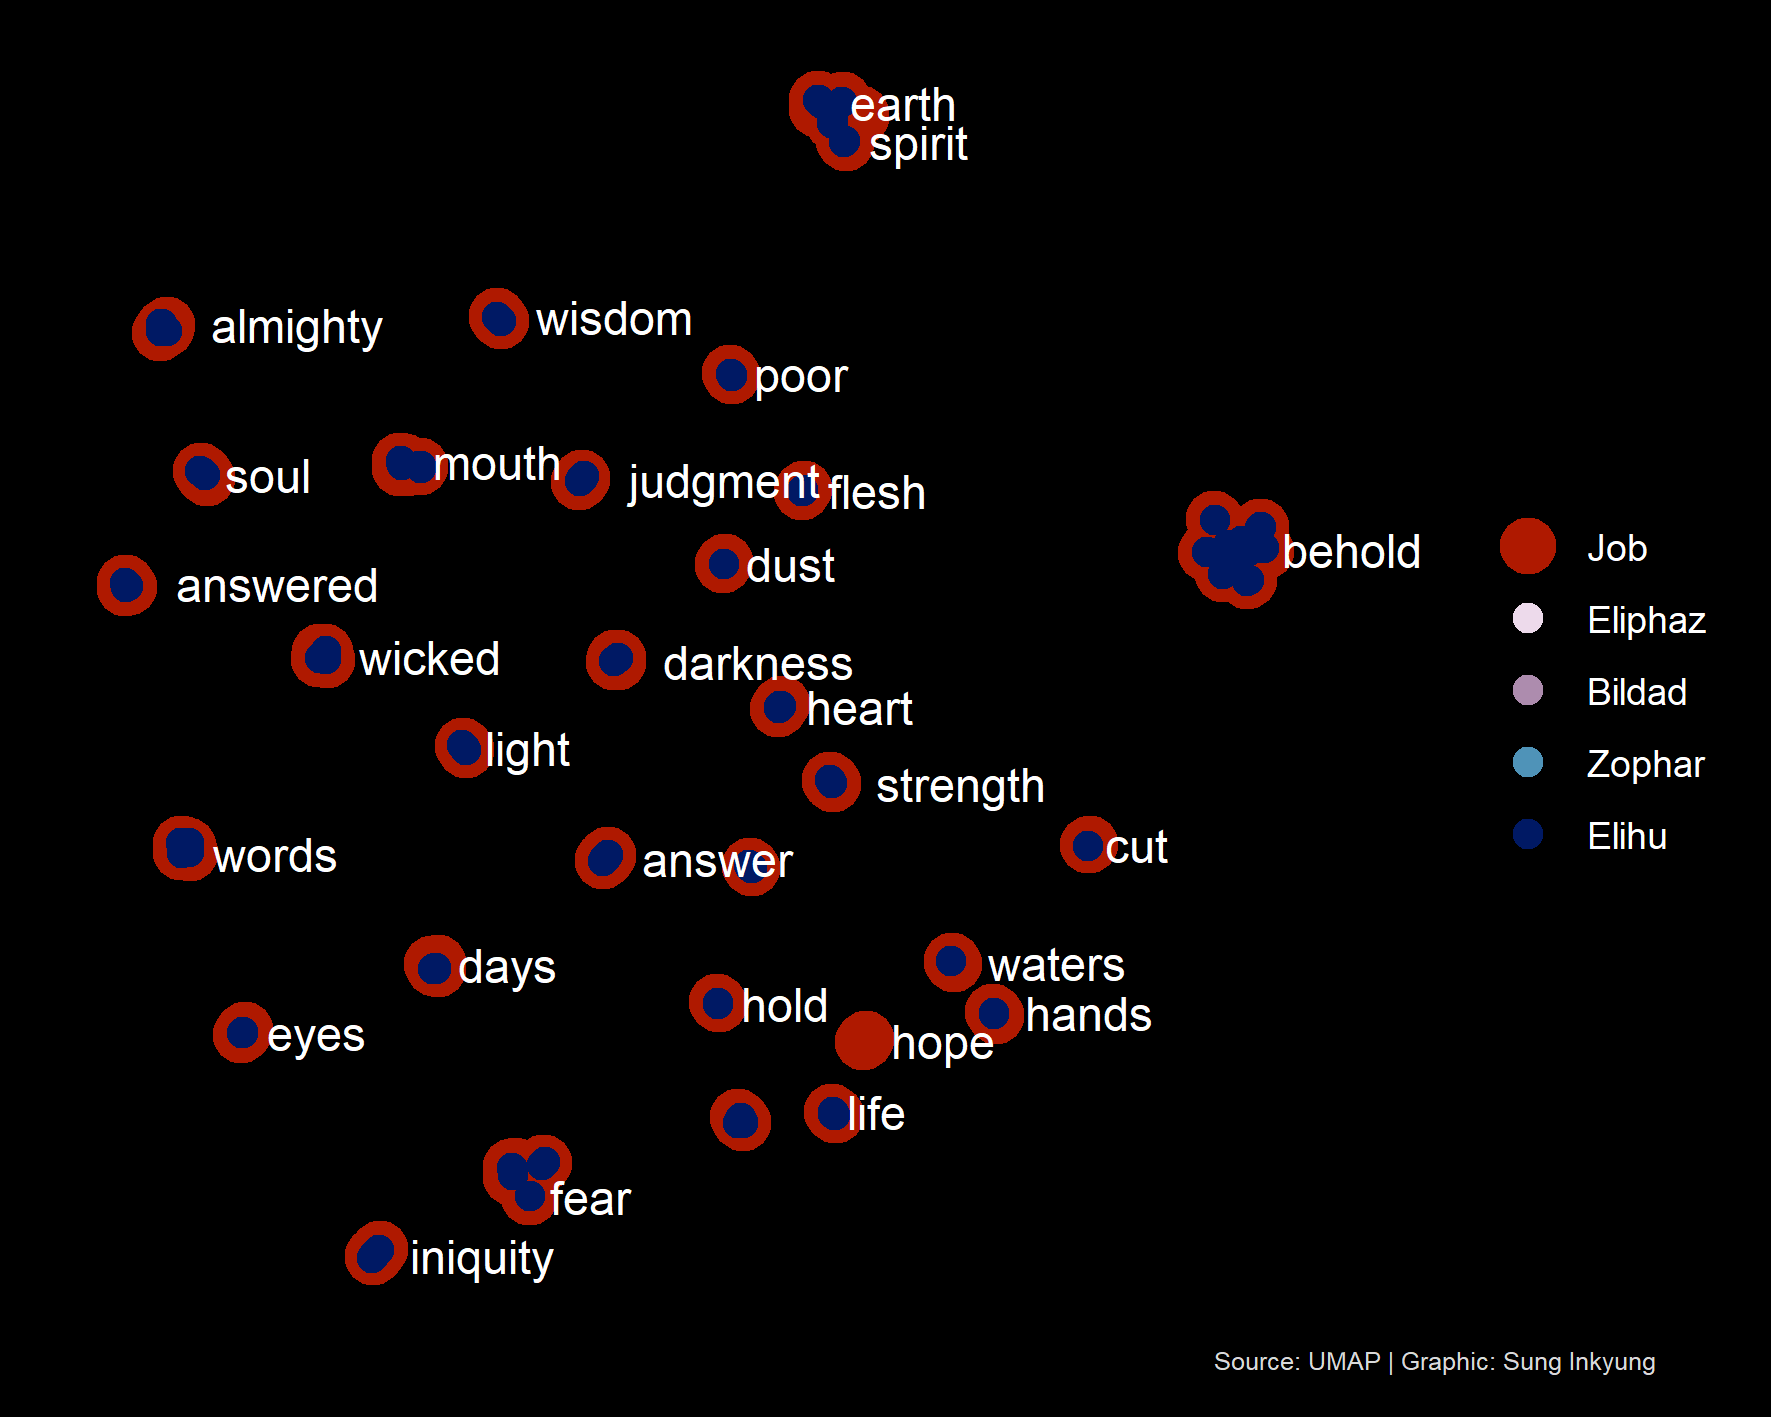 earth
spirit
almighty
wisdom
poor
soul
mouth
judgment
flesh
dust
behold
answered
wicked
darkness
heart
light
strength
words
answer
cut
days
waters
hold
hands
eyes
hope
life
fear
iniquity
Job
Eliphaz
Bildad
Zophar
Elihu
Source: UMAP | Graphic: Sung Inkyung